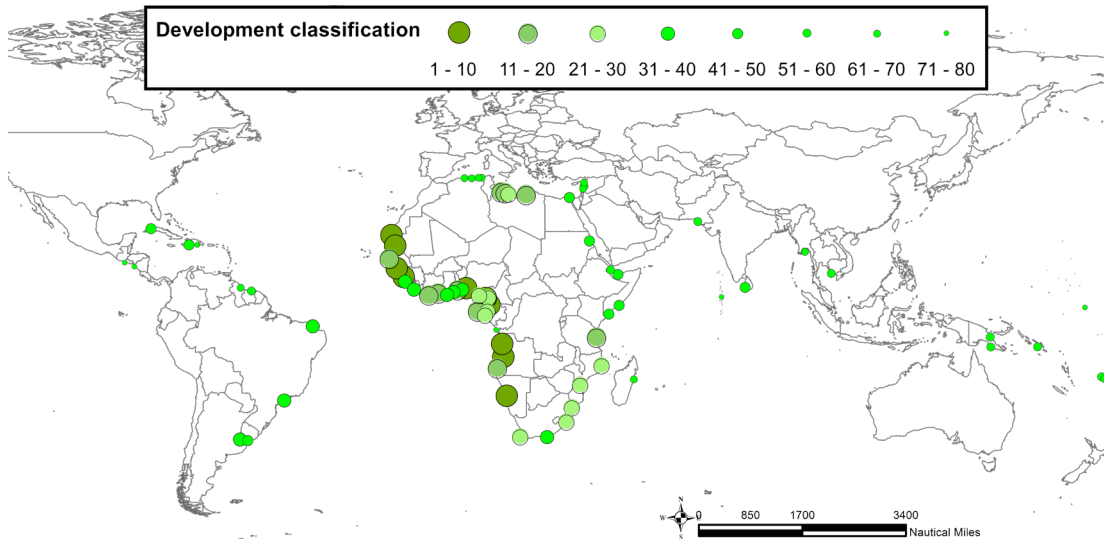 Development classification
1 - 10 11 - 20 21 - 30 31 - 40 41 - 50 51 - 60 61 - 70 71 - 80
N
W E
S
0 850 1700 3400
Nautical Miles